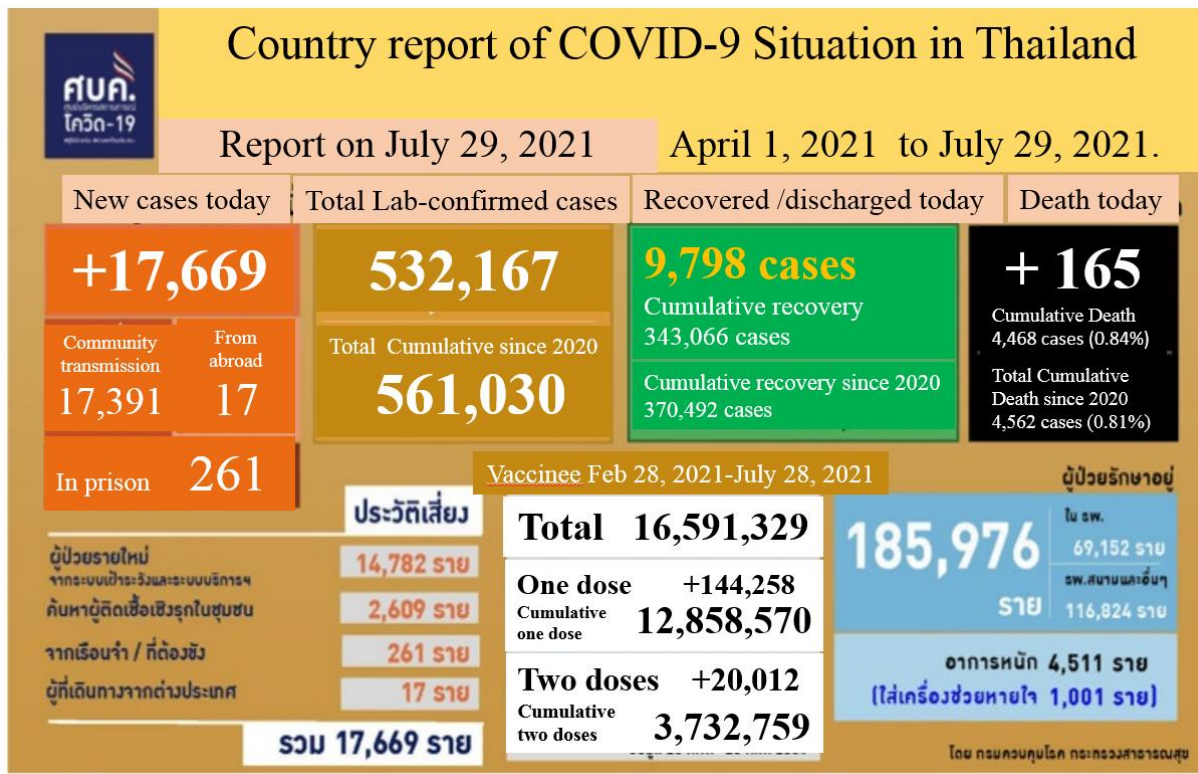 Country report of COVID-9 Situation in Thailand
ศบค.
โควิด-19
Report on July 29, 2021
April 1, 2021 to July 29, 2021.
New cases today
Total Lab-confirmed cases
Recovered /discharged today
Death today
+17,669
Community
transmission
17,391
From
abroad
17
In prison 261
532,167
Total Cumulative since 2020
561,030
9,798 cases
Cumulative recovery
343,066 cases
Cumulative recovery since 2020
370,492 cases
+ 165
Cumulative Death
4,468 cases (0.84%)
Total Cumulative
Death since 2020
4,562 cases (0.81%)
ประวัติเสี่ยง
ผู้ป่วยรายใหม่
จากระบบเฝ้าระวังและระบบบริการฯ
14,782 ราย
ค้นหาผู้ติดเชื้อเชิงรุกในชุมชน
2,609 ราย
จากเรือนจำ / ที่ต้องขัง
261 ราย
ผู้ที่เดินทางจากต่างประเทศ
17 ราย
รวม 17,669 ราย
Vaccinee Feb 28, 2021-July 28, 2021
Total 16,591,329
One dose +144,258
Cumulative
one dose 12,858,570
Two doses +20,012
Cumulative
two doses 3,732,759
ผู้ป่วยรักษาอยู่
185,976
ราย
ใน รพ.
69,152 ราย
รพ.สนามและอื่นๆ
116,824 ราย
อาการหนัก 4,511 ราย
(ใส่เครื่องช่วยหายใจ 1,001 ราย)
โดย กรมควบคุมโรค กระทรวงสาธารณสุข